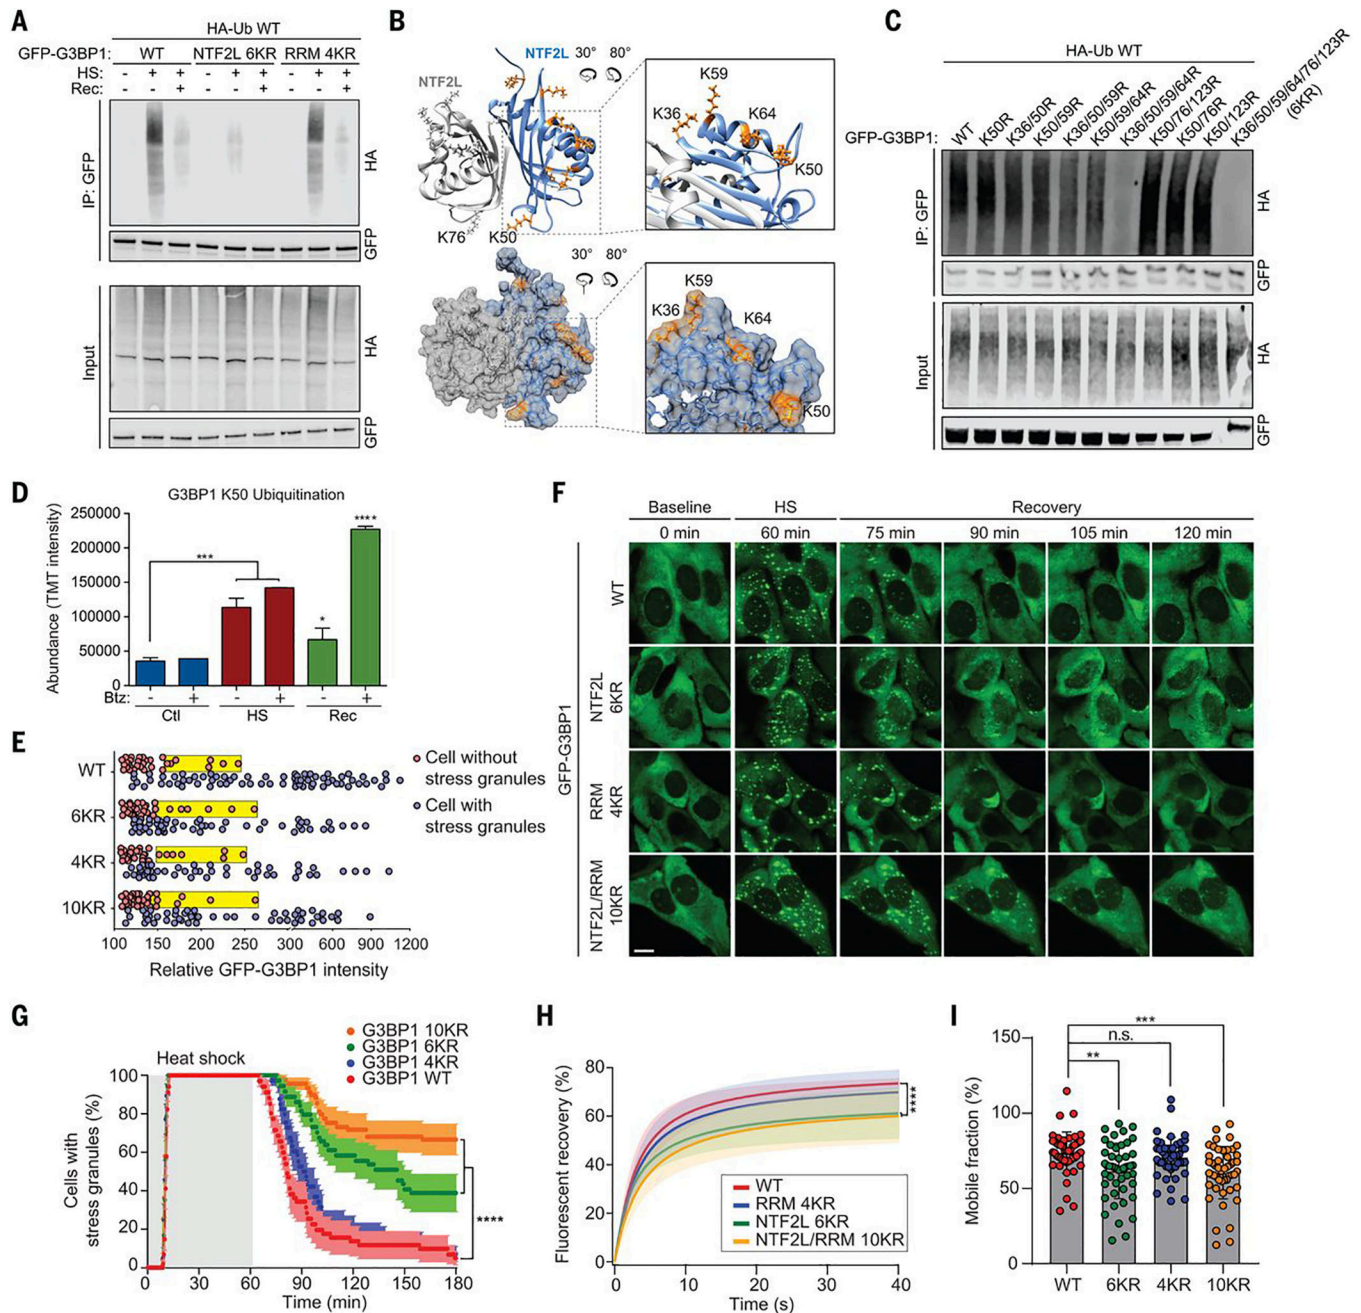 A
HA-Ub WT
GFP-G3BP1: WT NTF2L 6KR RRM 4KR
HS: - + + - + + - + +
Rec: - - + - - + - - +
IP: GFP
HA
GFP
Input
HA
GFP
B
NTF2L
NTF2L
30° 80°
K76 K50
K59
K36
K64
K50
30° 80°
K59
K36
K64
K50
C
HA-Ub WT
GFP-G3BP1:
WT
K50R
K36/50R
K50/59R
K36/50/59R
K50/59/64R
K36/50/59/64R
K50/76/123R
K50/76R
K50/123R
K36/50/59/64/76/123R
(6KR)
IP: GFP
HA
GFP
Input
HA
GFP
D
G3BP1 K50 Ubiquitination
Abundance (TMT intensity)
250000
200000
150000
100000
50000
0
***
*
****
Btz: - + - + - +
Ctl HS Rec
E
WT
6KR
4KR
10KR
Cell without
stress granules
Cell with
stress granules
100 150 200 250 300 600 900 1200
Relative GFP-G3BP1 intensity
F
Baseline HS Recovery
0 min 60 min 75 min 90 min 105 min 120 min
GFP-G3BP1
WT
NTF2L
6KR
RRM
4KR
NTF2L/RRM
10KR
G
G3BP1 10KR
G3BP1 6KR
G3BP1 4KR
G3BP1 WT
Heat shock
Cells with
stress granules (%)
100
80
60
40
20
0
****
0 30 60 90 120 150 180
Time (min)
H
Fluorescent recovery (%)
80
60
40
20
0
****
WT
RRM 4KR
NTF2L 6KR
NTF2L/RRM 10KR
0 10 20 30 40
Time (s)
I
Mobile fraction (%)
150
100
50
0
***
n.s.
**
WT 6KR 4KR 10KR